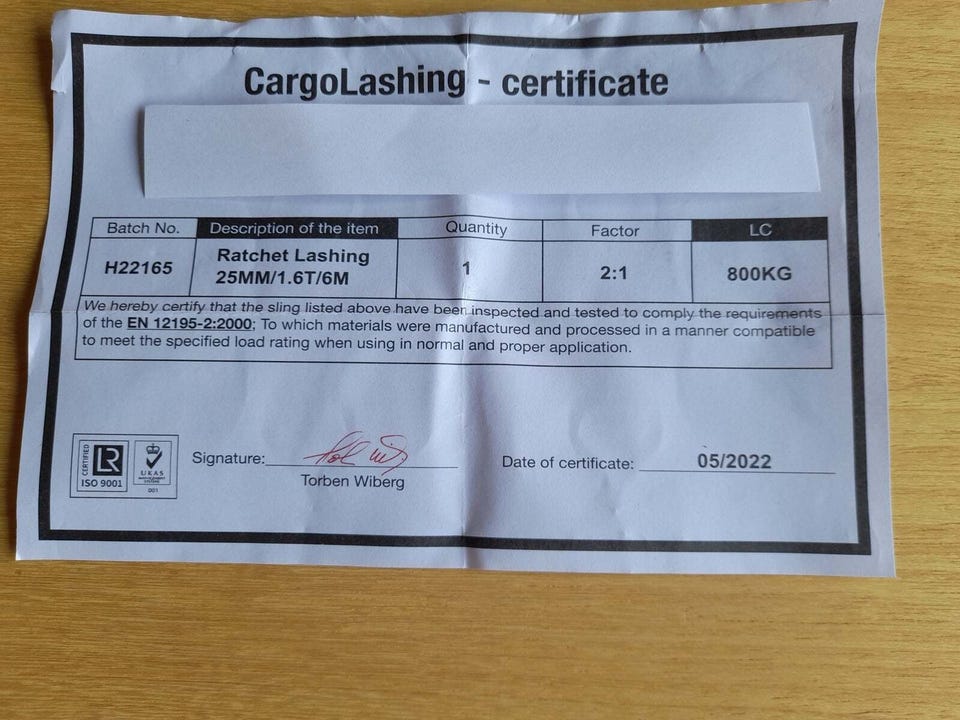 CargoLashing - certificate
Batch No. Description of the item Quantity Factor LC
H22165 Ratchet Lashing 25MM/1.6T/6M 1 2:1 800KG
We hereby certify that the sling listed above have been inspected and tested to comply the requirements
of the EN 12195-2:2000; To which materials were manufactured and processed in a manner compatible
to meet the specified load rating when using in normal and proper application.
CERTIFIED
LR
ISO 9001
UKAS
MANAGEMENT
SYSTEMS
001
Signature:
Torben Wiberg
Date of certificate: 05/2022